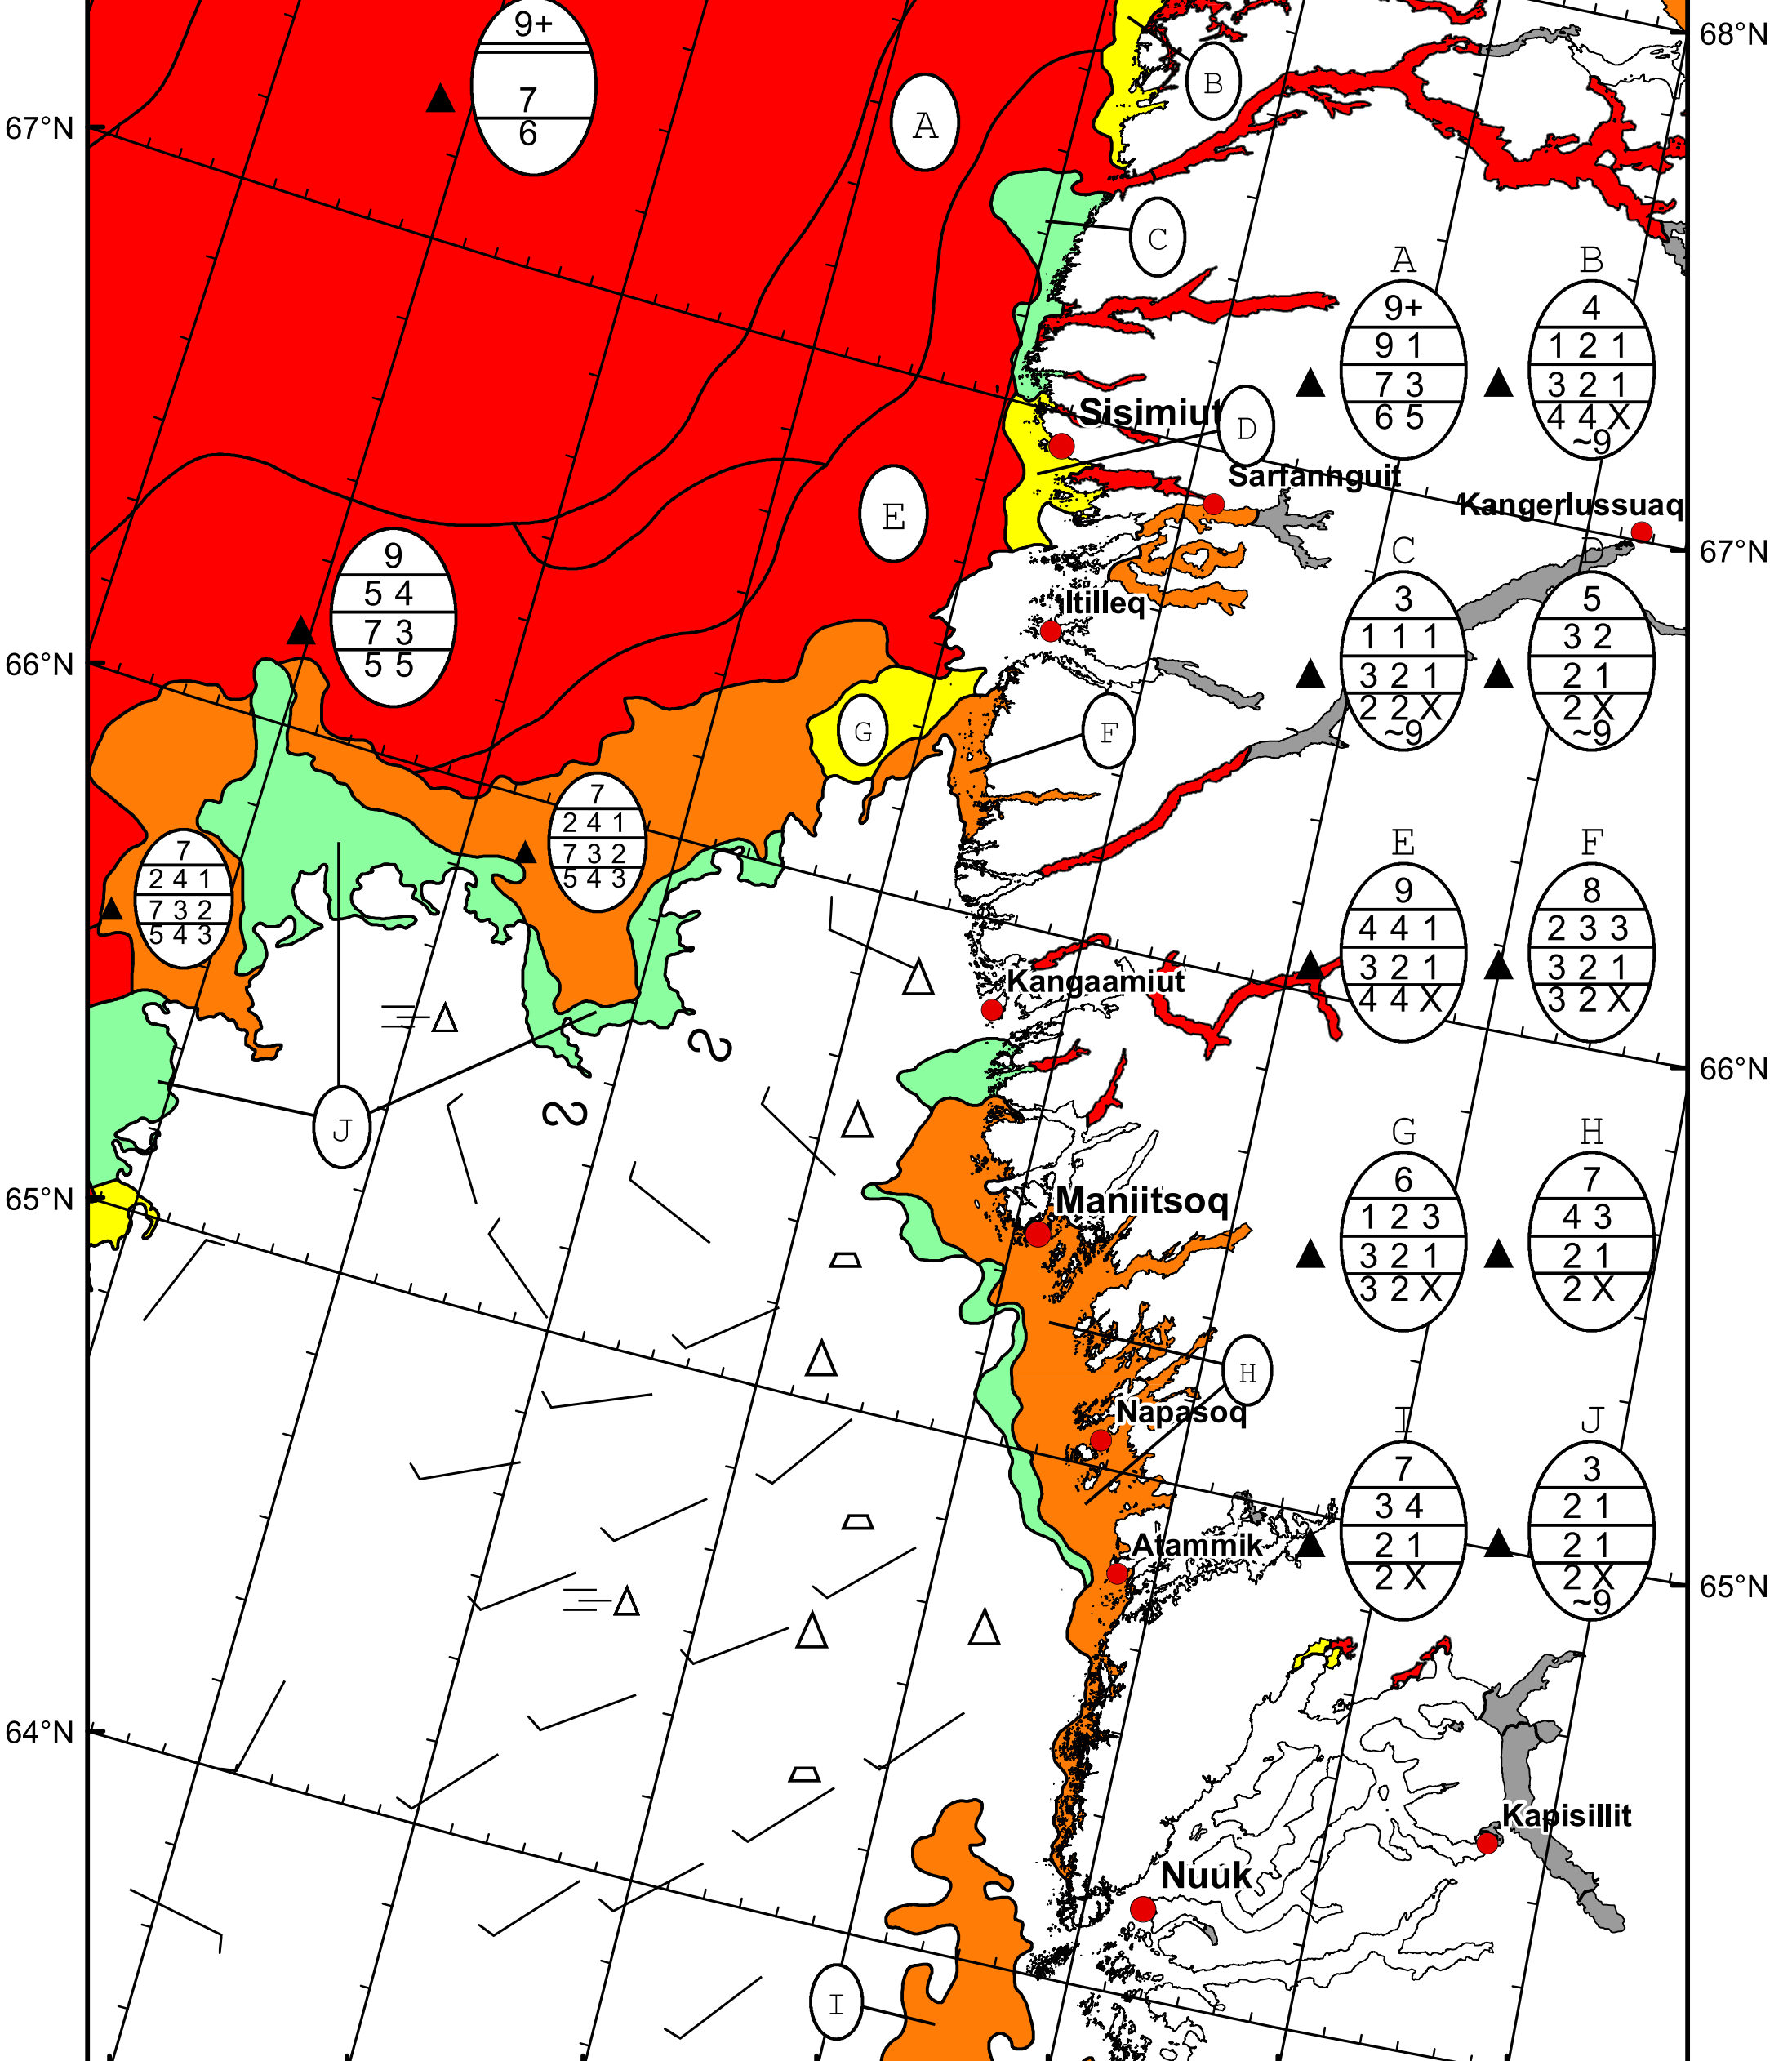 9+
7
6
68°N
A
B
67°N
C
A
9+
9 1
7 3
6 5
B
4
1 2 1
3 2 1
4 4 X
~9
Sisimiut
D
Sarfannguit
Kangerlussuaq
E
67°N
9
5 4
7 3
5 5
C
3
1 1 1
3 2 1
2 2 X
~9
D
5
3 2
2 1
2 X
~9
Itilleq
66°N
G
F
7
2 4 1
7 3 2
5 4 3
7
2 4 1
7 3 2
5 4 3
E
9
4 4 1
3 2 1
4 4 X
F
8
2 3 3
3 2 1
3 2 X
Kangaamiut
66°N
J
G
6
1 2 3
3 2 1
3 2 X
H
7
4 3
2 1
2 X
65°N
Maniitsoq
H
Napasoq
I
7
3 4
2 1
2 X
J
3
2 1
2 1
2 X
~9
Atammik
65°N
64°N
Kapisillit
Nuuk
I